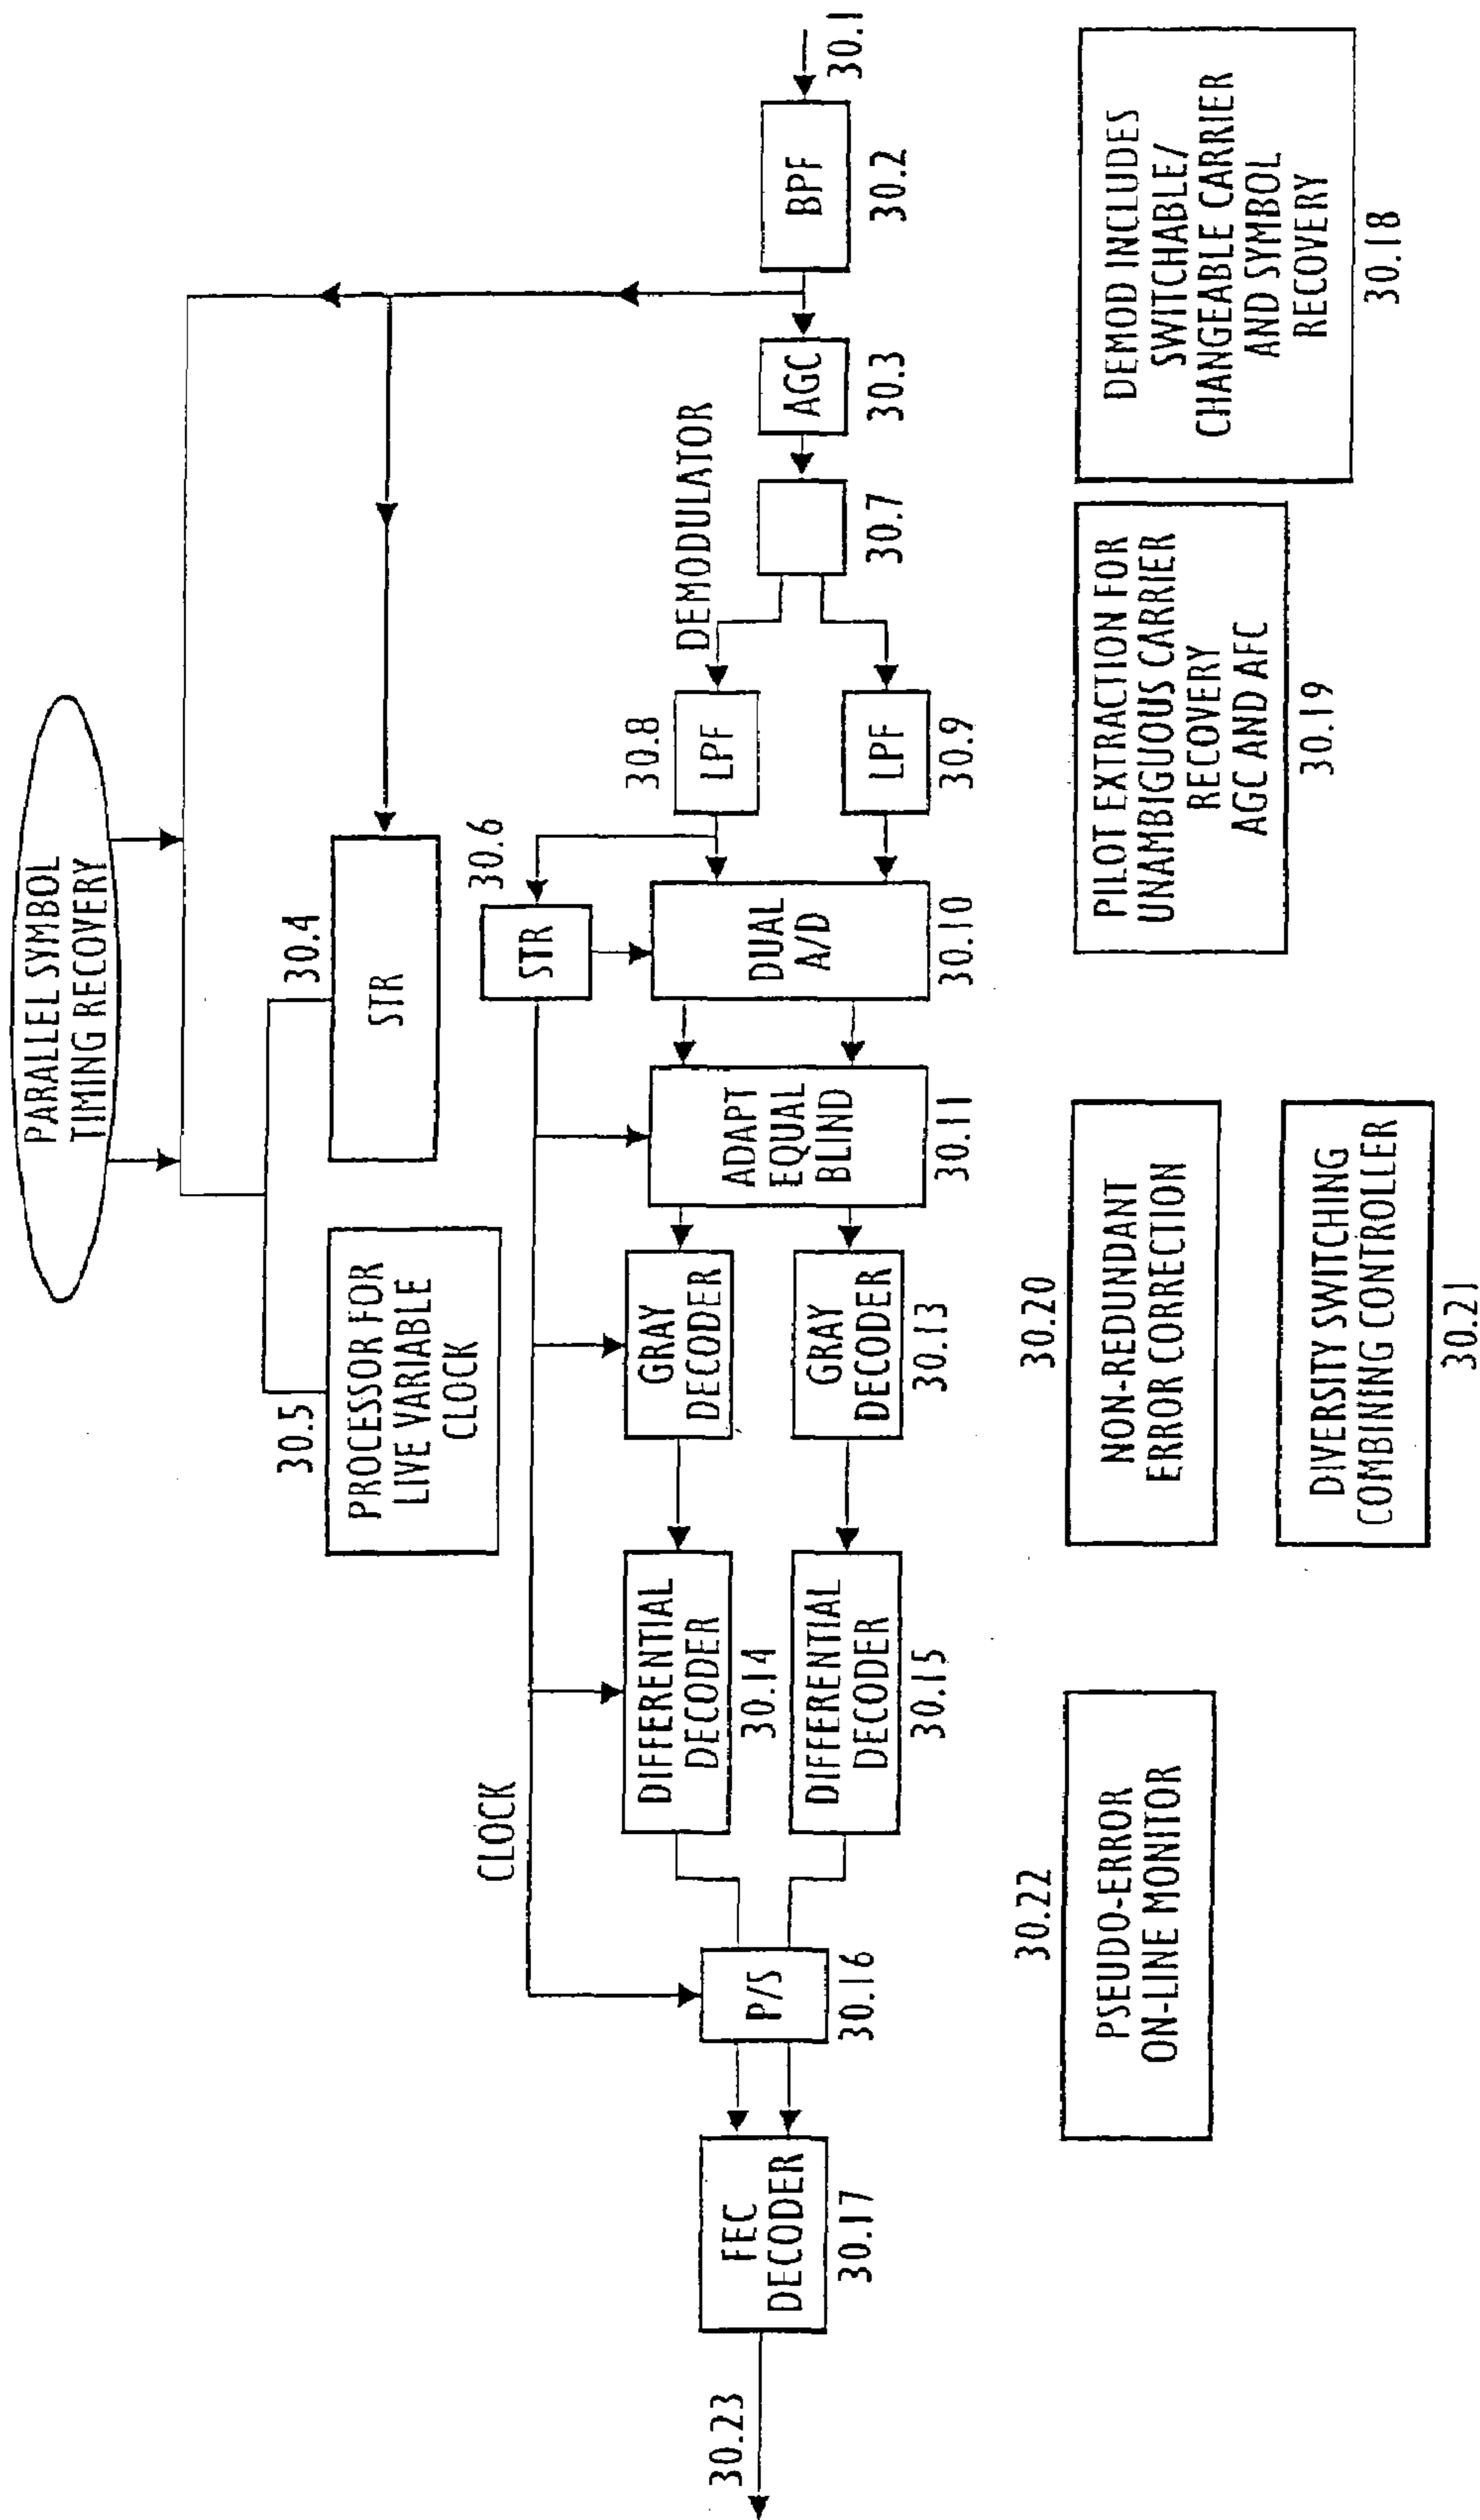 PARALLEL SYMBOL
TIMING RECOVERY
30.4
STR
30.5
PROCESSOR FOR
LIVE VARIABLE
CLOCK
30.6
STR
CLOCK
DEMODULATOR
30.1
BPF
30.2
AGC
30.3
30.7
30.8
LPF
LPF
30.9
DUAL
A/D
30.10
ADAPT
EQUAL
BLIND
30.11
GRAY
DECODER
GRAY
DECODER
30.13
DIFFERENTIAL
DECODER
30.14
DIFFERENTIAL
DECODER
30.15
P/S
30.16
FEC
DECODER
30.17
30.23
DEMOD INCLUDES
SWITCHABLE/
CHANGEABLE CARRIER
AND SYMBOL
RECOVERY
30.18
PILOT EXTRACTION FOR
UNAMBIGUOUS CARRIER
RECOVERY
AGC AND AFC
30.19
30.20
NON-REDUNDANT
ERROR CORRECTION
DIVERSITY SWITCHING
COMBINING CONTROLLER
30.21
30.22
PSEUDO-ERROR
ON-LINE MONITOR